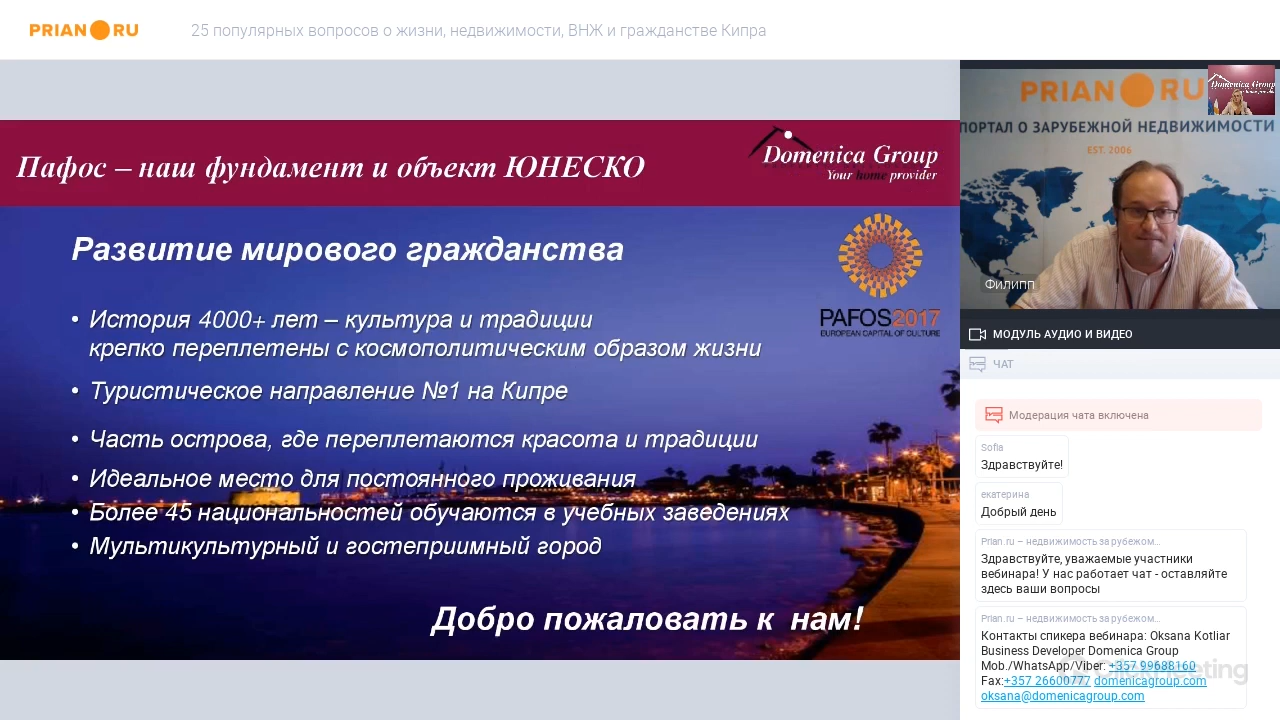 PRIAN RU
25 популярных вопросов о жизни, недвижимости, ВНЖ и гражданстве Кипра
Пафос – наш фундамент и объект ЮНЕСКО
Domenica Group
Your home provider
Развитие мирового гражданства
PAFOS2017
EUROPEAN CAPITAL OF CULTURE
• История 4000+ лет – культура и традиции
крепко переплетены с космополитическим образом жизни
• Туристическое направление №1 на Кипре
• Часть острова, где переплетаются красота и традиции
• Идеальное место для постоянного проживания
• Более 45 национальностей обучаются в учебных заведениях
• Мультикультурный и гостеприимный город
Добро пожаловать к нам!
PRIAN RU
Domenica Group
ПОРТАЛ О ЗАРУБЕЖНОЙ НЕДВИЖИМОСТИ
EST. 2006
Филипп
МОДУЛЬ АУДИО И ВИДЕО
ЧАТ
Модерация чата включена
Sofia
Здравствуйте!
екатерина
Добрый день
Prian.ru – недвижимость за рубежом...
Здравствуйте, уважаемые участники
вебинара! У нас работает чат - оставляйте
здесь ваши вопросы
Prian.ru – недвижимость за рубежом...
Контакты спикера вебинара: Oksana Kotliar
Business Developer Domenica Group
Mob./WhatsApp/Viber: +357 99688160
Fax:+357 26600777 domenicagroup.com
oksana@domenicagroup.com
ClickMeeting